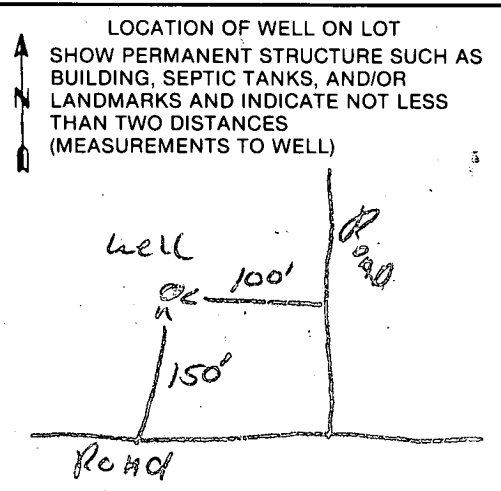 LOCATION OF WELL ON LOT
SHOW PERMANENT STRUCTURE SUCH AS
BUILDING, SEPTIC TANKS, AND/OR
N LANDMARKS AND INDICATE NOT LESS
THAN TWO DISTANCES
(MEASUREMENTS TO WELL)
Well
Road
100'
150'
Road